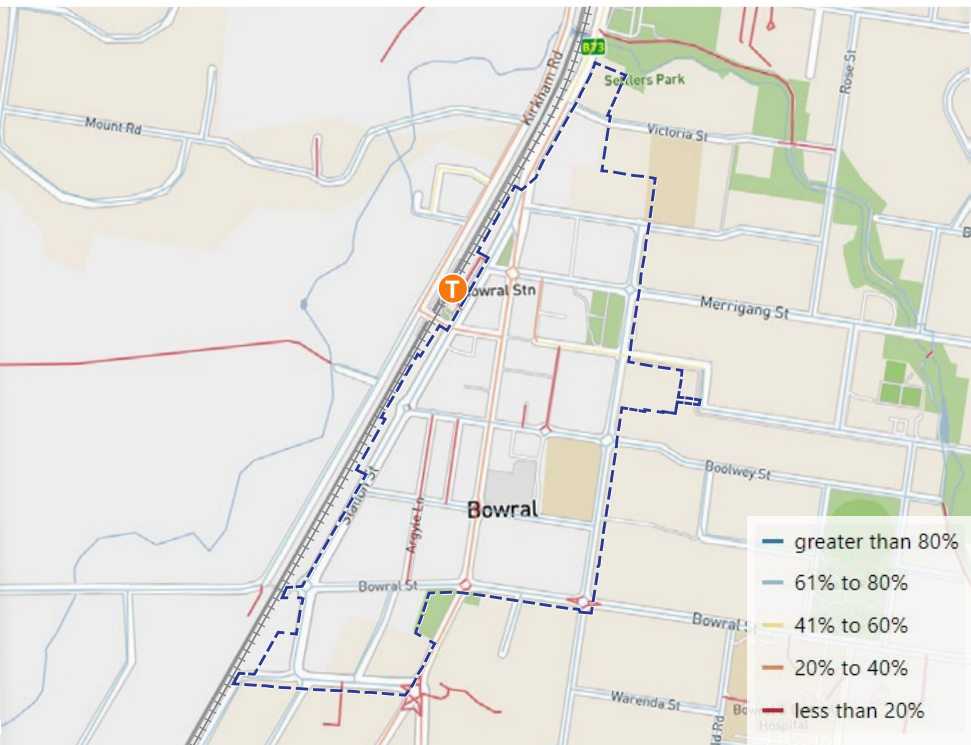 B73
Settlers Park
Kirkham Rd
Rose St
Mount Rd
Victoria St
T
Bowral Stn
Merrigang St
Station St
Argyle Ln
Boolwey St
Bowral
Bowral St
Bowral S
Warenda St
Hospital
greater than 80%
61% to 80%
41% to 60%
20% to 40%
less than 20%